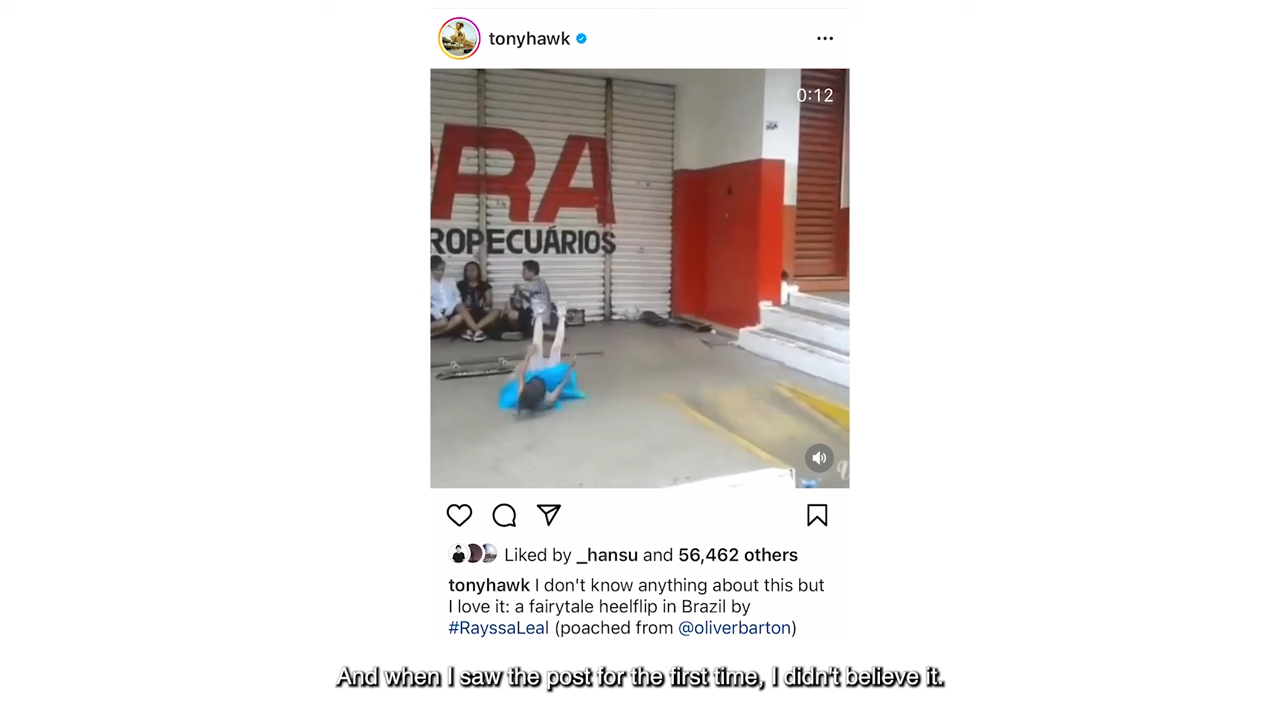 tonyhawk
0:12
RA
ROPECUÁRIOS
Liked by _hansu and 56,462 others
tonyhawk I don't know anything about this but
I love it: a fairytale heelflip in Brazil by
#RayssaLeal (poached from @oliverbarton)
And when I saw the post for the first time, I didn't believe it.